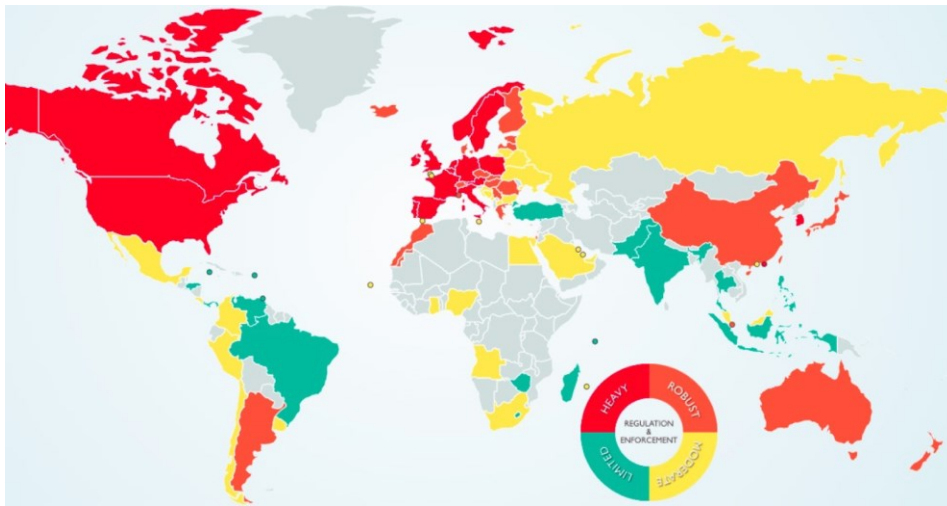 HEAVY
ROBUST
REGULATION
&
ENFORCEMENT
LIMITED
MODERATE